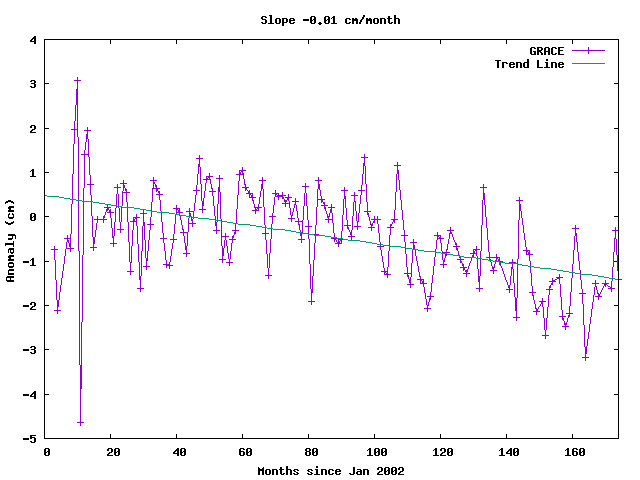 Slope -0.01 cm/month
GRACE
Trend Line
4
3
2
1
0
-1
-2
-3
-4
-5
Anomaly (cm)
0 20 40 60 80 100 120 140 160
Months since Jan 2002